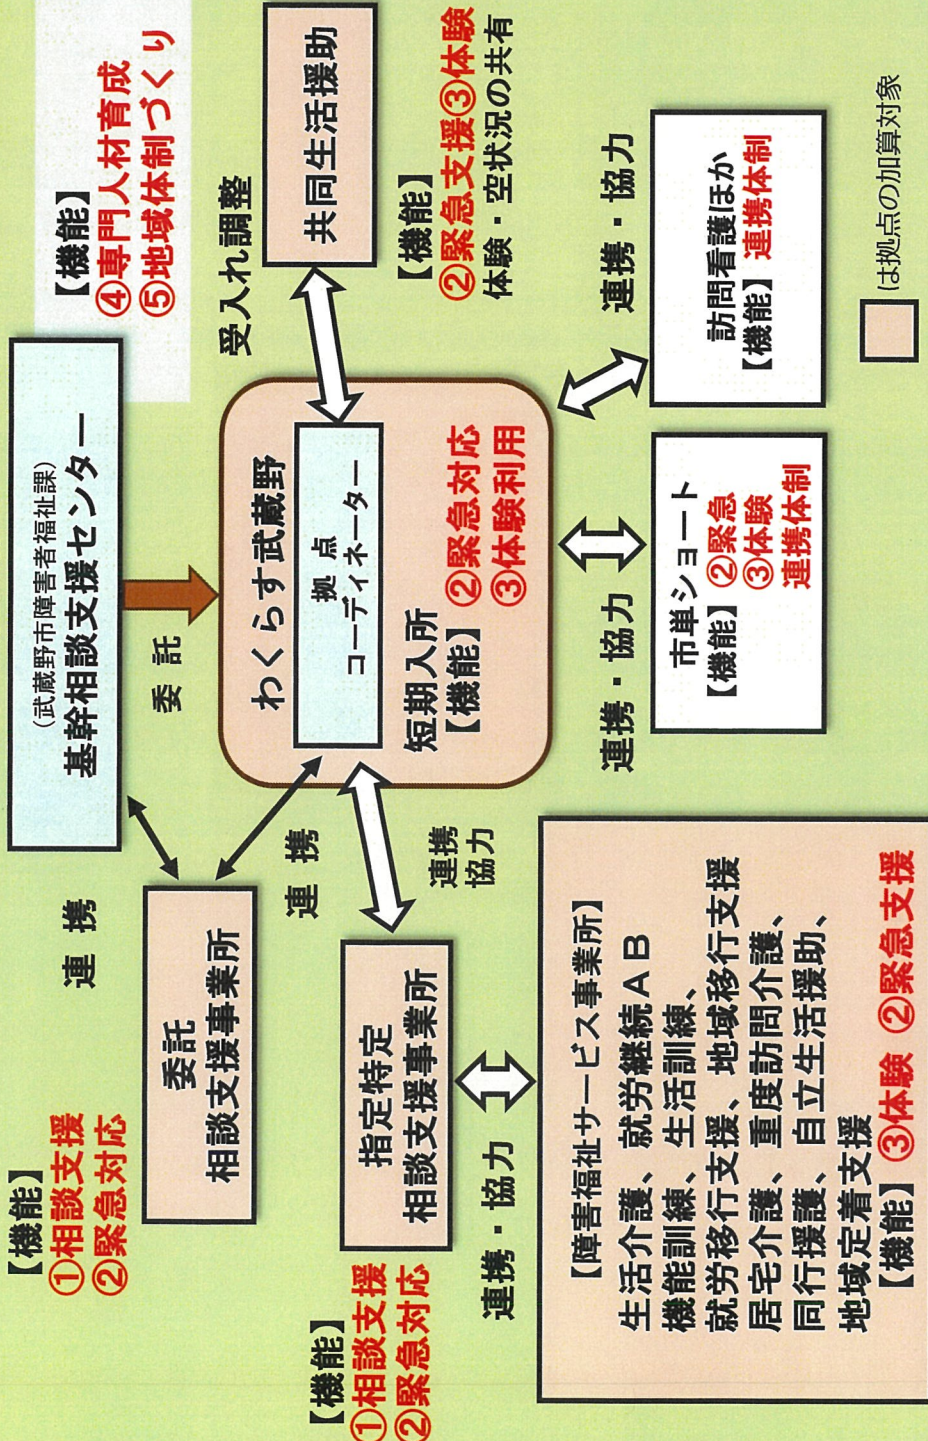 【機能】
①相談支援
②緊急対応
連 携
(武蔵野市障害者福祉課)
基幹相談支援センター
【機能】
④専門人材育成
⑤地域体制づくり
委託
相談支援事業所
委 託
連 携
わくらす武蔵野
拠 点
コーディネーター
短期入所
【機能】
②緊急対応
③体験利用
受入れ調整
共同生活援助
【機能】
②緊急支援③体験
体験・空状況の共有
【機能】
①相談支援
②緊急対応
指定特定
相談支援事業所
連携
協力
連携・協力
連携・協力
連携・協力
【障害福祉サービス事業所】
生活介護、就労継続AB
機能訓練、生活訓練、
就労移行支援、地域移行支援
居宅介護、重度訪問介護、
同行援護、自立生活援助、
地域定着支援
【機能】 ③体験 ②緊急支援
市単ショート
【機能】②緊急
③体験
連携体制
訪問看護ほか
【機能】連携体制
は拠点の加算対象